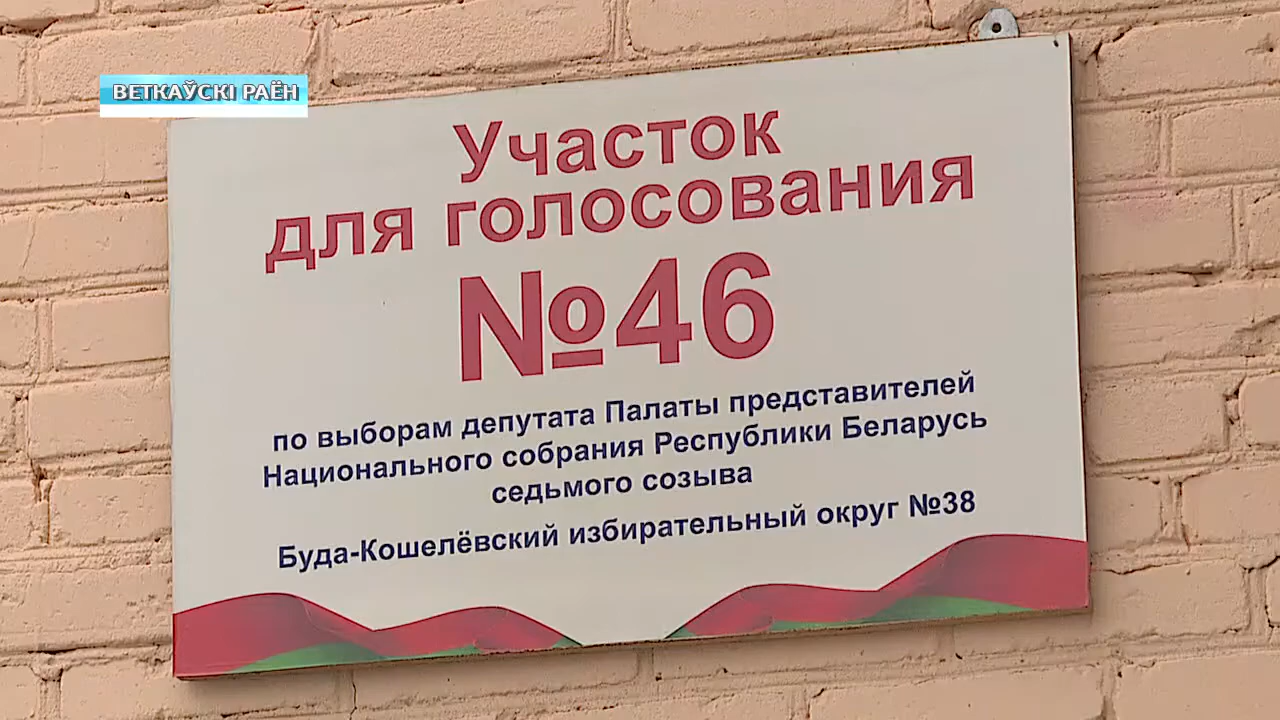 ВЕТКАЎСКІ РАЁН
Участок
для голосования
№46
по выборам депутата Палаты представителей
Национального собрания Республики Беларусь
седьмого созыва
Буда-Кошелёвский избирательный округ №38